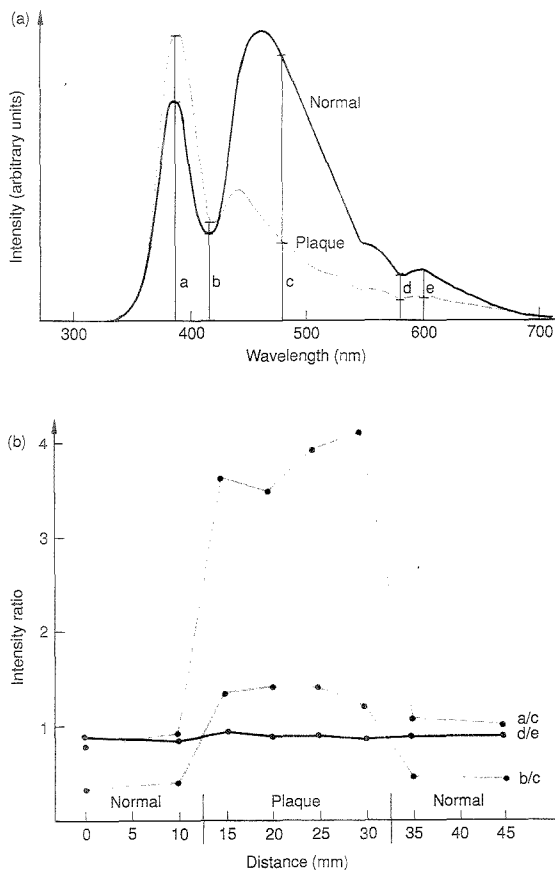 (a)
Intensity (arbitrary units)
Normal
Plaque
a b c d e
300 400 500 600 700
Wavelength (nm)
(b)
Intensity ratio
4
3
2
1
a/c
d/e
b/c
Normal Plaque Normal
0 10 15 20 25 30 35 40 45
Distance (mm)